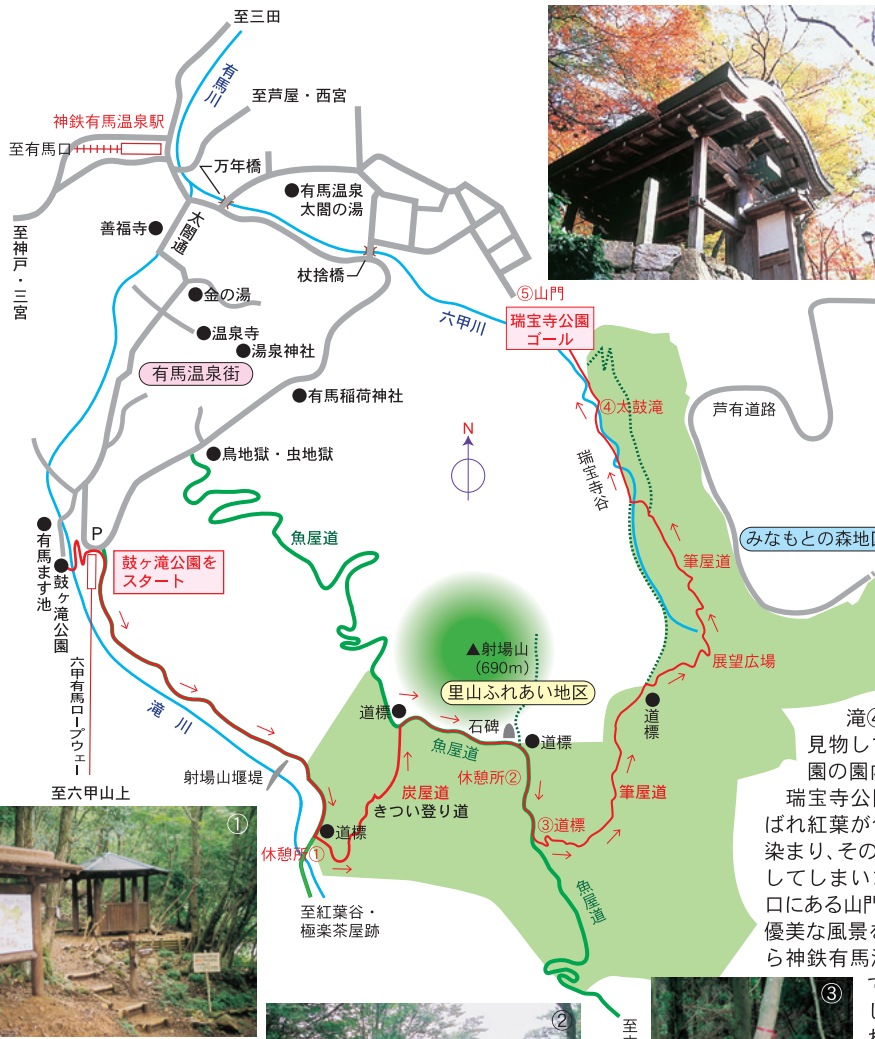 至三田
有馬川
至芦屋・西宮
神鉄有馬温泉駅
至有馬口
万年橋
有馬温泉
太閤の湯
至神戸・三宮
善福寺
太閤通
杖捨橋
金の湯
⑤山門
六甲川
瑞宝寺公園
ゴール
温泉寺
湯泉神社
有馬温泉街
有馬稲荷神社
④太鼓滝
芦有道路
N
鳥地獄・虫地獄
瑞宝寺谷
魚屋道
P
有馬ます池
鼓ヶ滝公園
鼓ヶ滝公園を
スタート
みなもとの森地区
筆屋道
六甲有馬ロープウェー
▲射場山
(690m)
展望広場
里山ふれあい地区
滝川
道標
石碑
道標
道標
魚屋道
休憩所②
射場山堰堤
至六甲山上
炭屋道
きつい登り道
筆屋道
道標
③道標
休憩所①
魚屋道
至紅葉谷・
極楽茶屋跡
至
滝④
見物して
園の園内
瑞宝寺公園
ばれ紅葉が
染まり、その
してしまいた
口にある山門
優美な風景を
ら神鉄有馬温
て
し
①
②
③